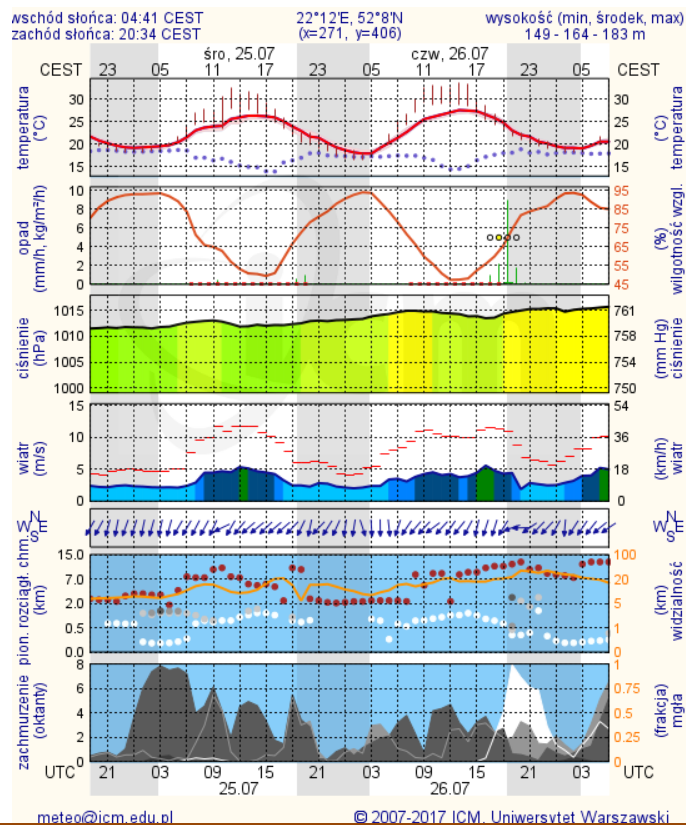 wschód słońca: 04:41 CEST 22°12'E, 52°8'N wysokość (min, środek, max)
zachód słońca: 20:34 CEST (x=271, y=406) 149 - 164 - 183 m
śro, 25.07 czw, 26.07
CEST 23 05 11 17 23 05 11 17 23 05 CEST
temperatura (°C) 30 25 20 15 30 25 20 15 temperatura (°C)
opad (mm/h, kg/m²/h) 10 8 6 4 2 0 95 85 75 65 55 45 (%) wilgotność wzgl.
ciśnienie (hPa) 1015 1010 1005 1000 761 758 754 750 (mm Hg) ciśnienie
wiatr (m/s) 15 10 5 0 54 36 18 0 (km/h) wiatr
N W E S N W E S
pion. rozciągł. chm. (km) 15.0 7.0 2.0 0.5 0.0 100 20 5 1 0 (km) widzialność
zachmurzenie (oktanty) 8 6 4 2 0 1 0.75 0.5 0.25 0 (frakcja) mgła
UTC 21 03 09 15 21 03 09 15 21 03 UTC
25.07 26.07
meteo@icm.edu.pl © 2007-2017 ICM, Uniwersytet Warszawski